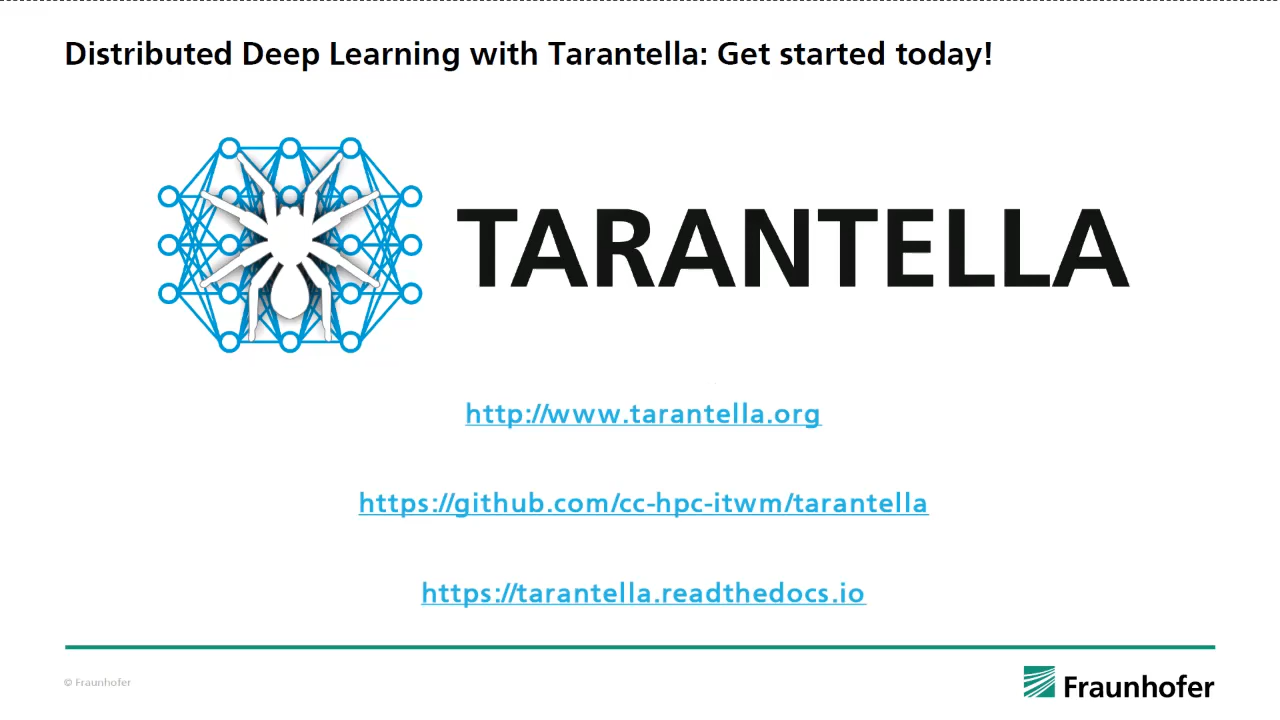 Distributed Deep Learning with Tarantella: Get started today!
TARANTELLA
http://www.tarantella.org
https://github.com/cc-hpc-itwm/tarantella
https://tarantella.readthedocs.io
© Fraunhofer
Fraunhofer